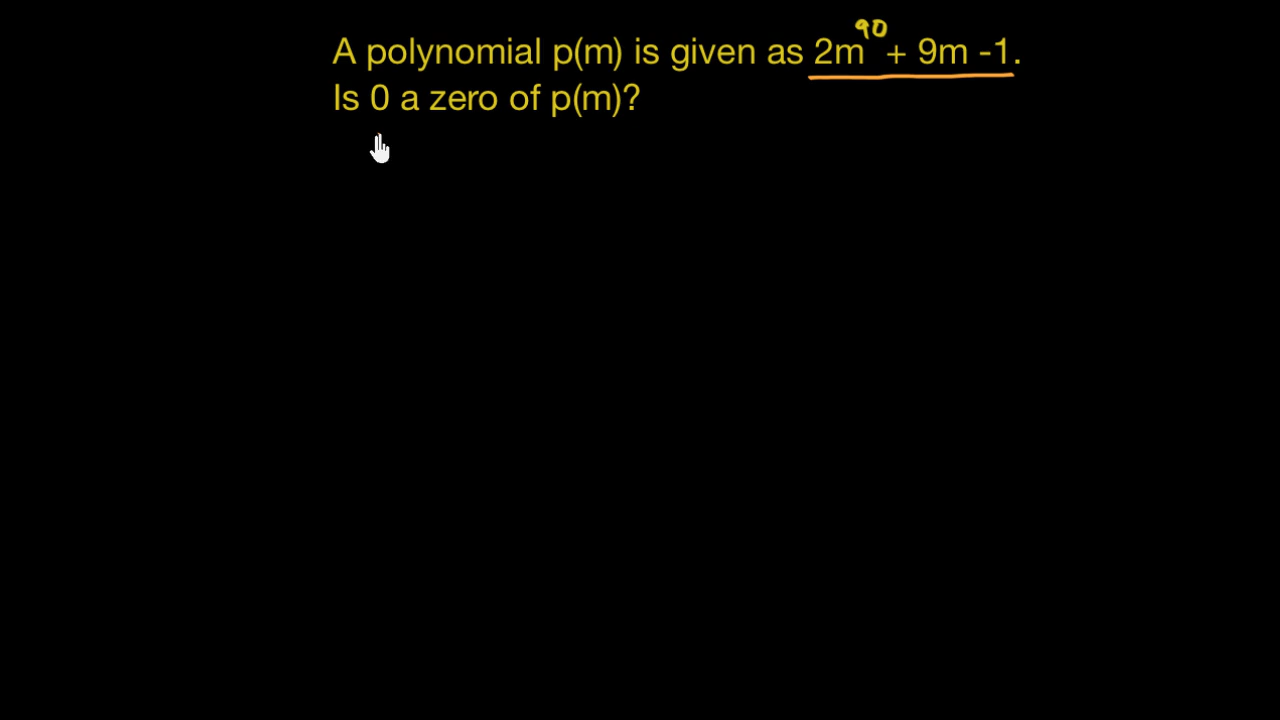 A polynomial p(m) is given as 2m⁹⁰ + 9m -1.
Is 0 a zero of p(m)?